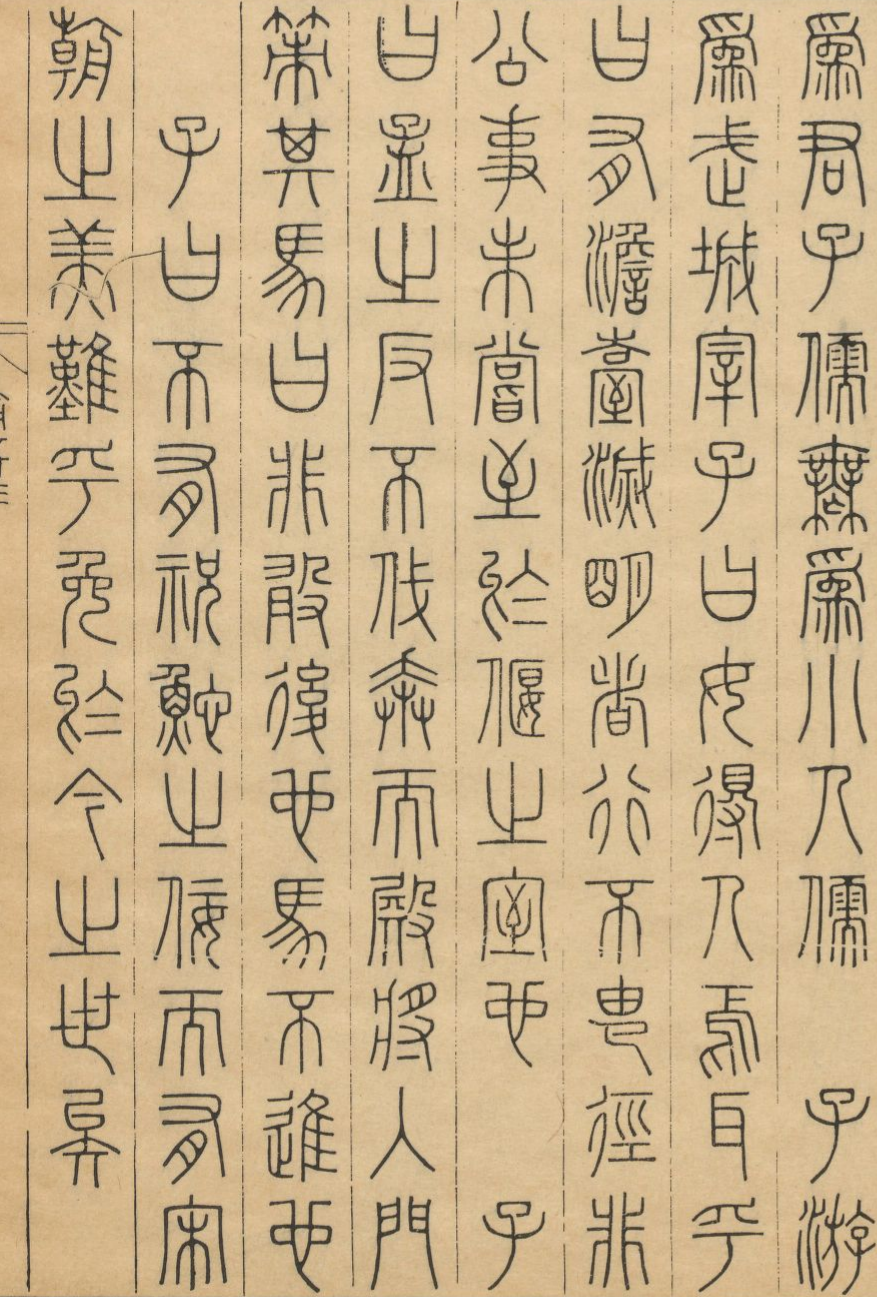 爲君子儒無爲小人儒　子游
爲武城宰子曰女得人焉耳乎
曰有澹臺滅明者行不由徑非
公事未嘗至於偃之室也　子
曰孟之反不伐奔而殿將入門
策其馬曰非敢後也馬不進也
子曰不有祝鮀之佞而有宋
朝之美難乎免於今之世矣